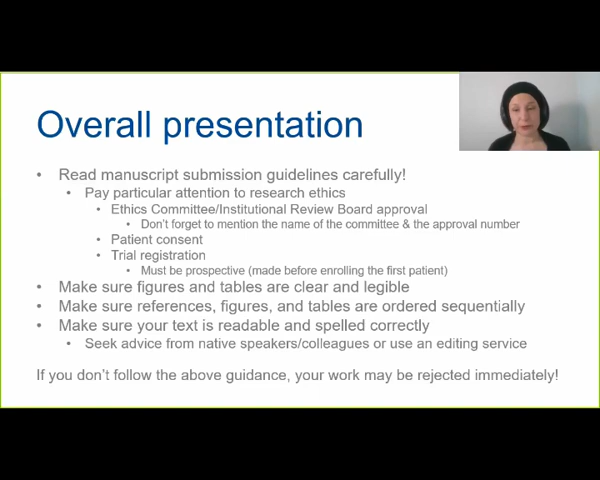 Overall presentation
• Read manuscript submission guidelines carefully!
• Pay particular attention to research ethics
• Ethics Committee/Institutional Review Board approval
• Don't forget to mention the name of the committee & the approval number
• Patient consent
• Trial registration
• Must be prospective (made before enrolling the first patient)
• Make sure figures and tables are clear and legible
• Make sure references, figures, and tables are ordered sequentially
• Make sure your text is readable and spelled correctly
• Seek advice from native speakers/colleagues or use an editing service
If you don't follow the above guidance, your work may be rejected immediately!